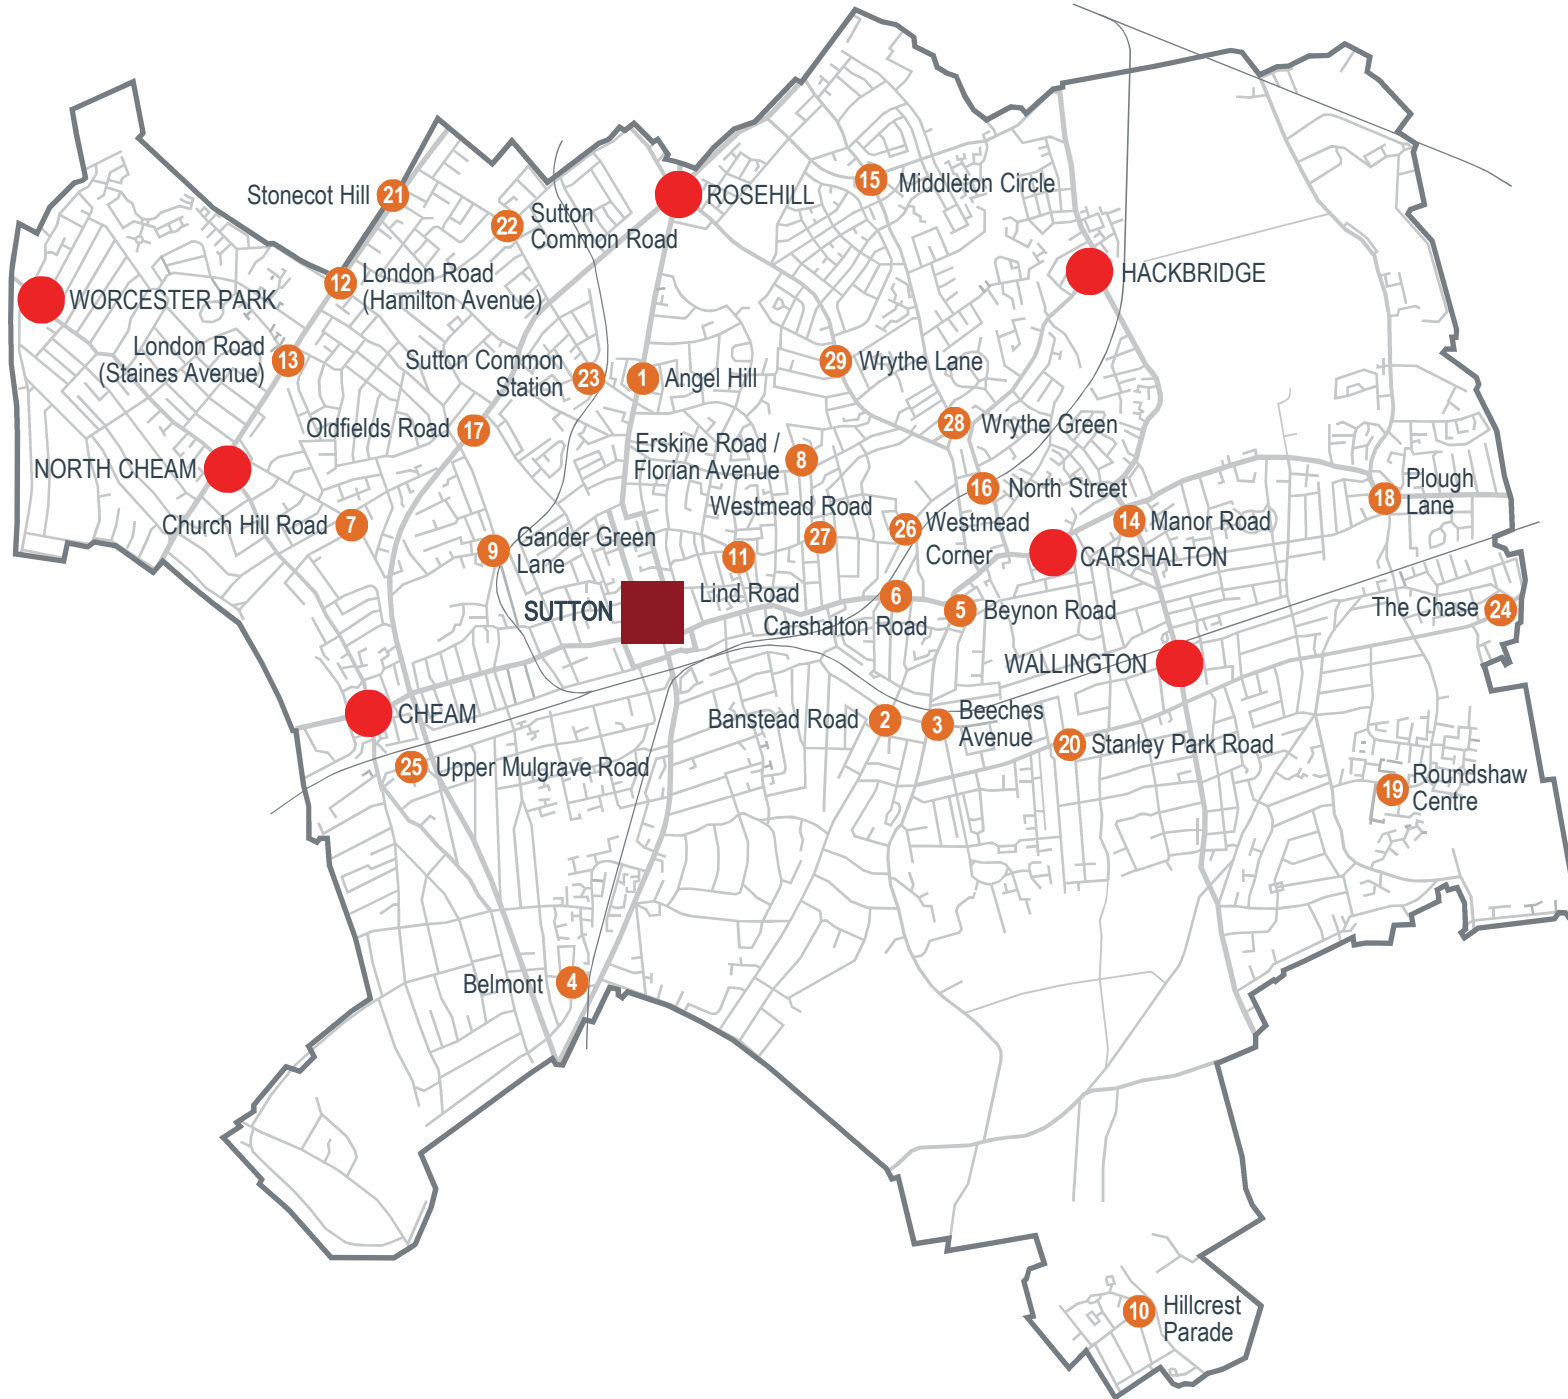 15
Middleton Circle
Stonecot Hill
21
ROSEHILL
22
Sutton
Common Road
HACKBRIDGE
12
London Road
(Hamilton Avenue)
WORCESTER PARK
London Road
(Staines Avenue)
13
Sutton Common
Station
23
1
Angel Hill
29
Wrythe Lane
Oldfields Road
17
28
Wrythe Green
Erskine Road /
Florian Avenue
8
NORTH CHEAM
16
North Street
18
Plough
Lane
Westmead Road
27
Church Hill Road
7
26
Westmead
Corner
14
Manor Road
9
Gander Green
Lane
11
Lind Road
CARSHALTON
SUTTON
6
Carshalton Road
5
Beynon Road
The Chase
24
WALLINGTON
CHEAM
Banstead Road
2
3
Beeches
Avenue
20
Stanley Park Road
25
Upper Mulgrave Road
19
Roundshaw
Centre
Belmont
4
10
Hillcrest
Parade